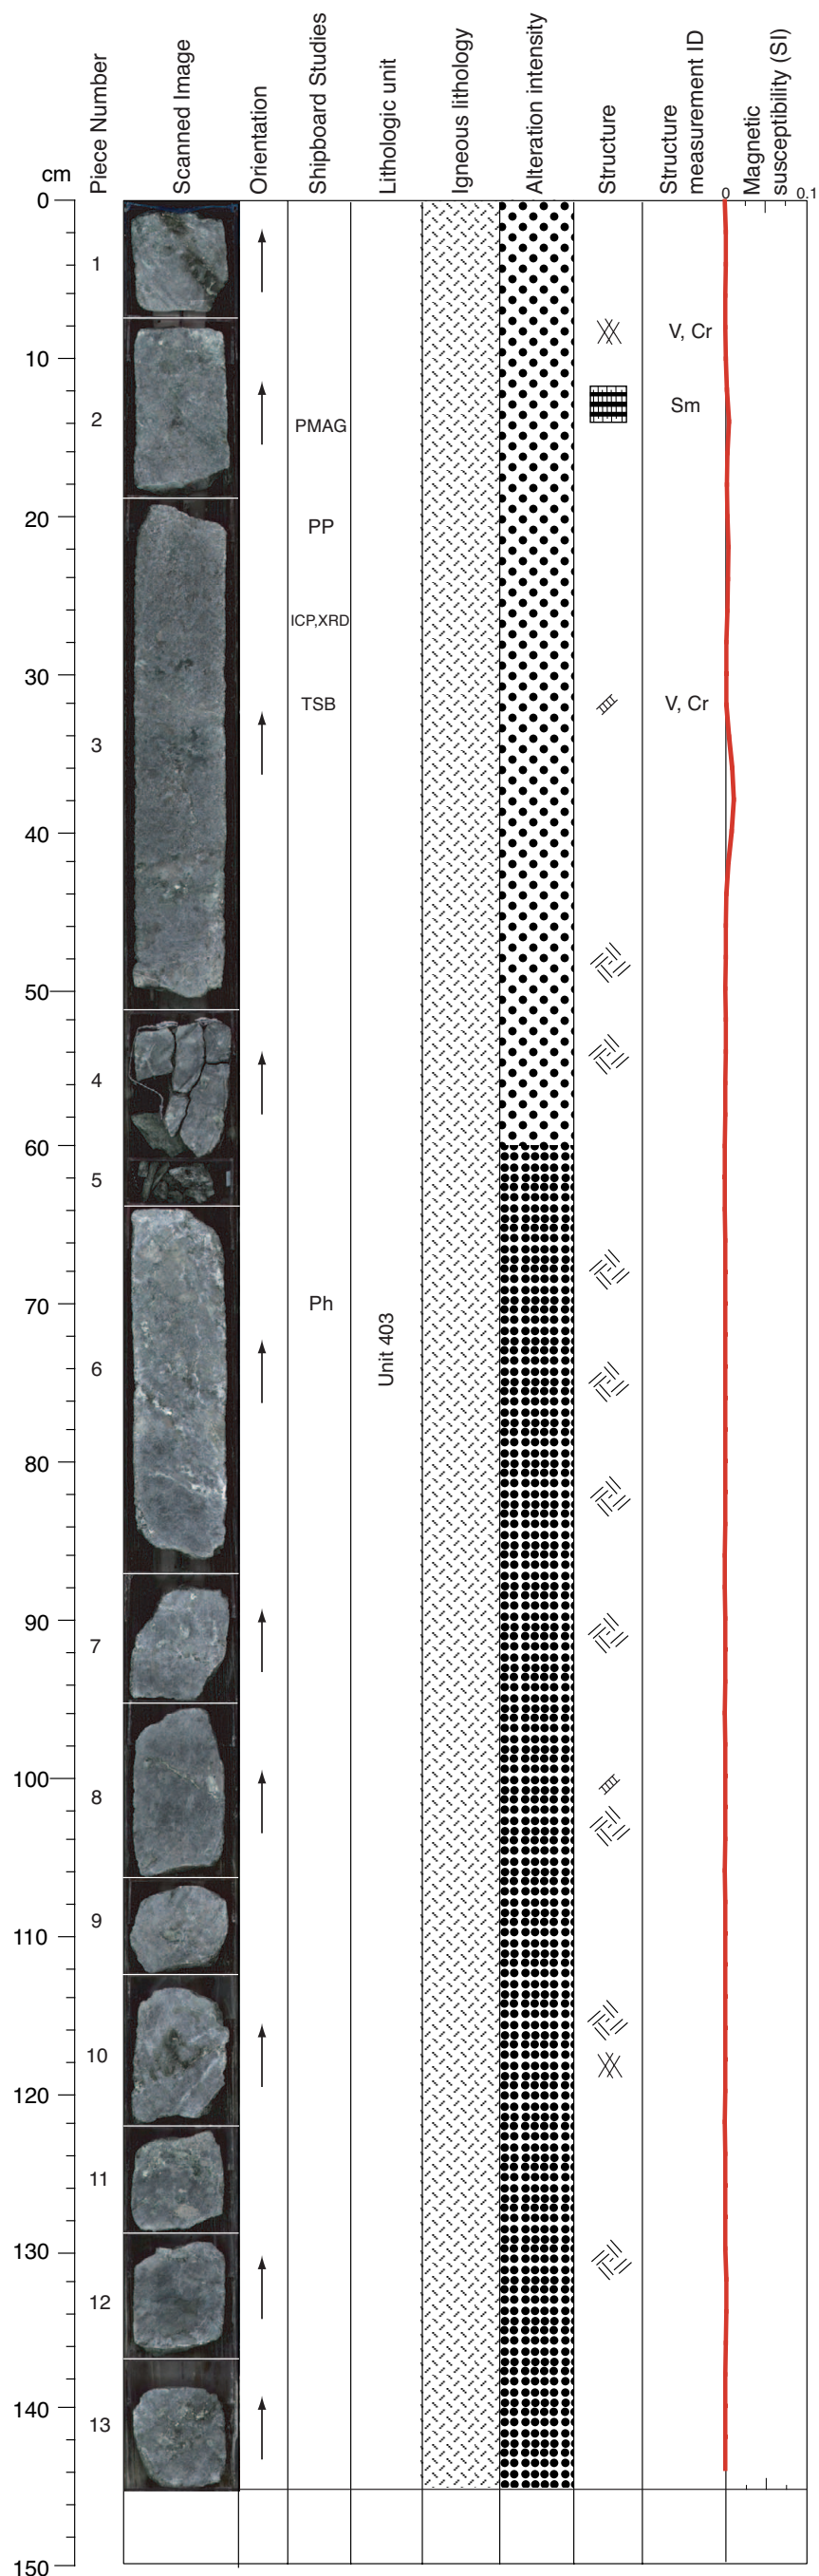 cm
Piece Number
Scanned Image
Orientation
Shipboard Studies
Lithologic unit
Igneous lithology
Alteration intensity
Structure
Structure
measurement ID
Magnetic
susceptibility (SI)
0 0.1
0
1
V, Cr
10
Sm
2
PMAG
20
PP
ICP,XRD
30
TSB
V, Cr
3
40
50
4
60
5
70
Ph
Unit 403
6
80
90
7
100
8
9
110
10
120
11
130
12
140
13
150